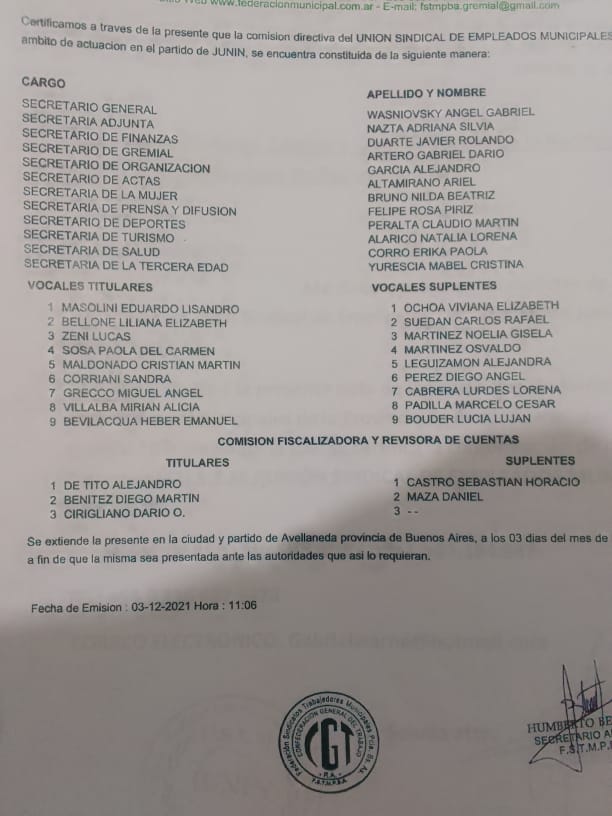 www.federacionmunicipal.com.ar - E-mail: fstmpba.gremial@gmail.com
Certificamos a traves de la presente que la comision directiva del UNION SINDICAL DE EMPLEADOS MUNICIPALES
ambito de actuacion en el partido de JUNIN, se encuentra constituida de la siguiente manera:
CARGO APELLIDO Y NOMBRE
SECRETARIO GENERAL WASNIOVSKY ANGEL GABRIEL
SECRETARIA ADJUNTA NAZTA ADRIANA SILVIA
SECRETARIO DE FINANZAS DUARTE JAVIER ROLANDO
SECRETARIO DE GREMIAL ARTERO GABRIEL DARIO
SECRETARIO DE ORGANIZACION GARCIA ALEJANDRO
SECRETARIO DE ACTAS ALTAMIRANO ARIEL
SECRETARIA DE LA MUJER BRUNO NILDA BEATRIZ
SECRETARIA DE PRENSA Y DIFUSION FELIPE ROSA PIRIZ
SECRETARIO DE DEPORTES PERALTA CLAUDIO MARTIN
SECRETARIA DE TURISMO ALARICO NATALIA LORENA
SECRETARIA DE SALUD CORRO ERIKA PAOLA
SECRETARIA DE LA TERCERA EDAD YURESCIA MABEL CRISTINA
VOCALES TITULARES VOCALES SUPLENTES
1 MASOLINI EDUARDO LISANDRO 1 OCHOA VIVIANA ELIZABETH
2 BELLONE LILIANA ELIZABETH 2 SUEDAN CARLOS RAFAEL
3 ZENI LUCAS 3 MARTINEZ NOELIA GISELA
4 SOSA PAOLA DEL CARMEN 4 MARTINEZ OSVALDO
5 MALDONADO CRISTIAN MARTIN 5 LEGUIZAMON ALEJANDRA
6 CORRIANI SANDRA 6 PEREZ DIEGO ANGEL
7 GRECCO MIGUEL ANGEL 7 CABRERA LURDES LORENA
8 VILLALBA MIRIAN ALICIA 8 PADILLA MARCELO CESAR
9 BEVILACQUA HEBER EMANUEL 9 BOUDER LUCIA LUJAN
COMISION FISCALIZADORA Y REVISORA DE CUENTAS
TITULARES SUPLENTES
1 DE TITO ALEJANDRO 1 CASTRO SEBASTIAN HORACIO
2 BENITEZ DIEGO MARTIN 2 MAZA DANIEL
3 CIRIGLIANO DARIO O. 3 - -
Se extiende la presente en la ciudad y partido de Avellaneda provincia de Buenos Aires, a los 03 dias del mes de
a fin de que la misma sea presentada ante las autoridades que asi lo requieran.
Fecha de Emision : 03-12-2021 Hora : 11:06
Federación Sindicatos Trabajadores Municipales Pcia. Bs. As.
CONFEDERACIÓN GENERAL DEL TRABAJO
CGT
R.A.
F.S.T.M.P.B.A.
HUMBERTO BE
SECRETARIO A
F.S.T.M.P.